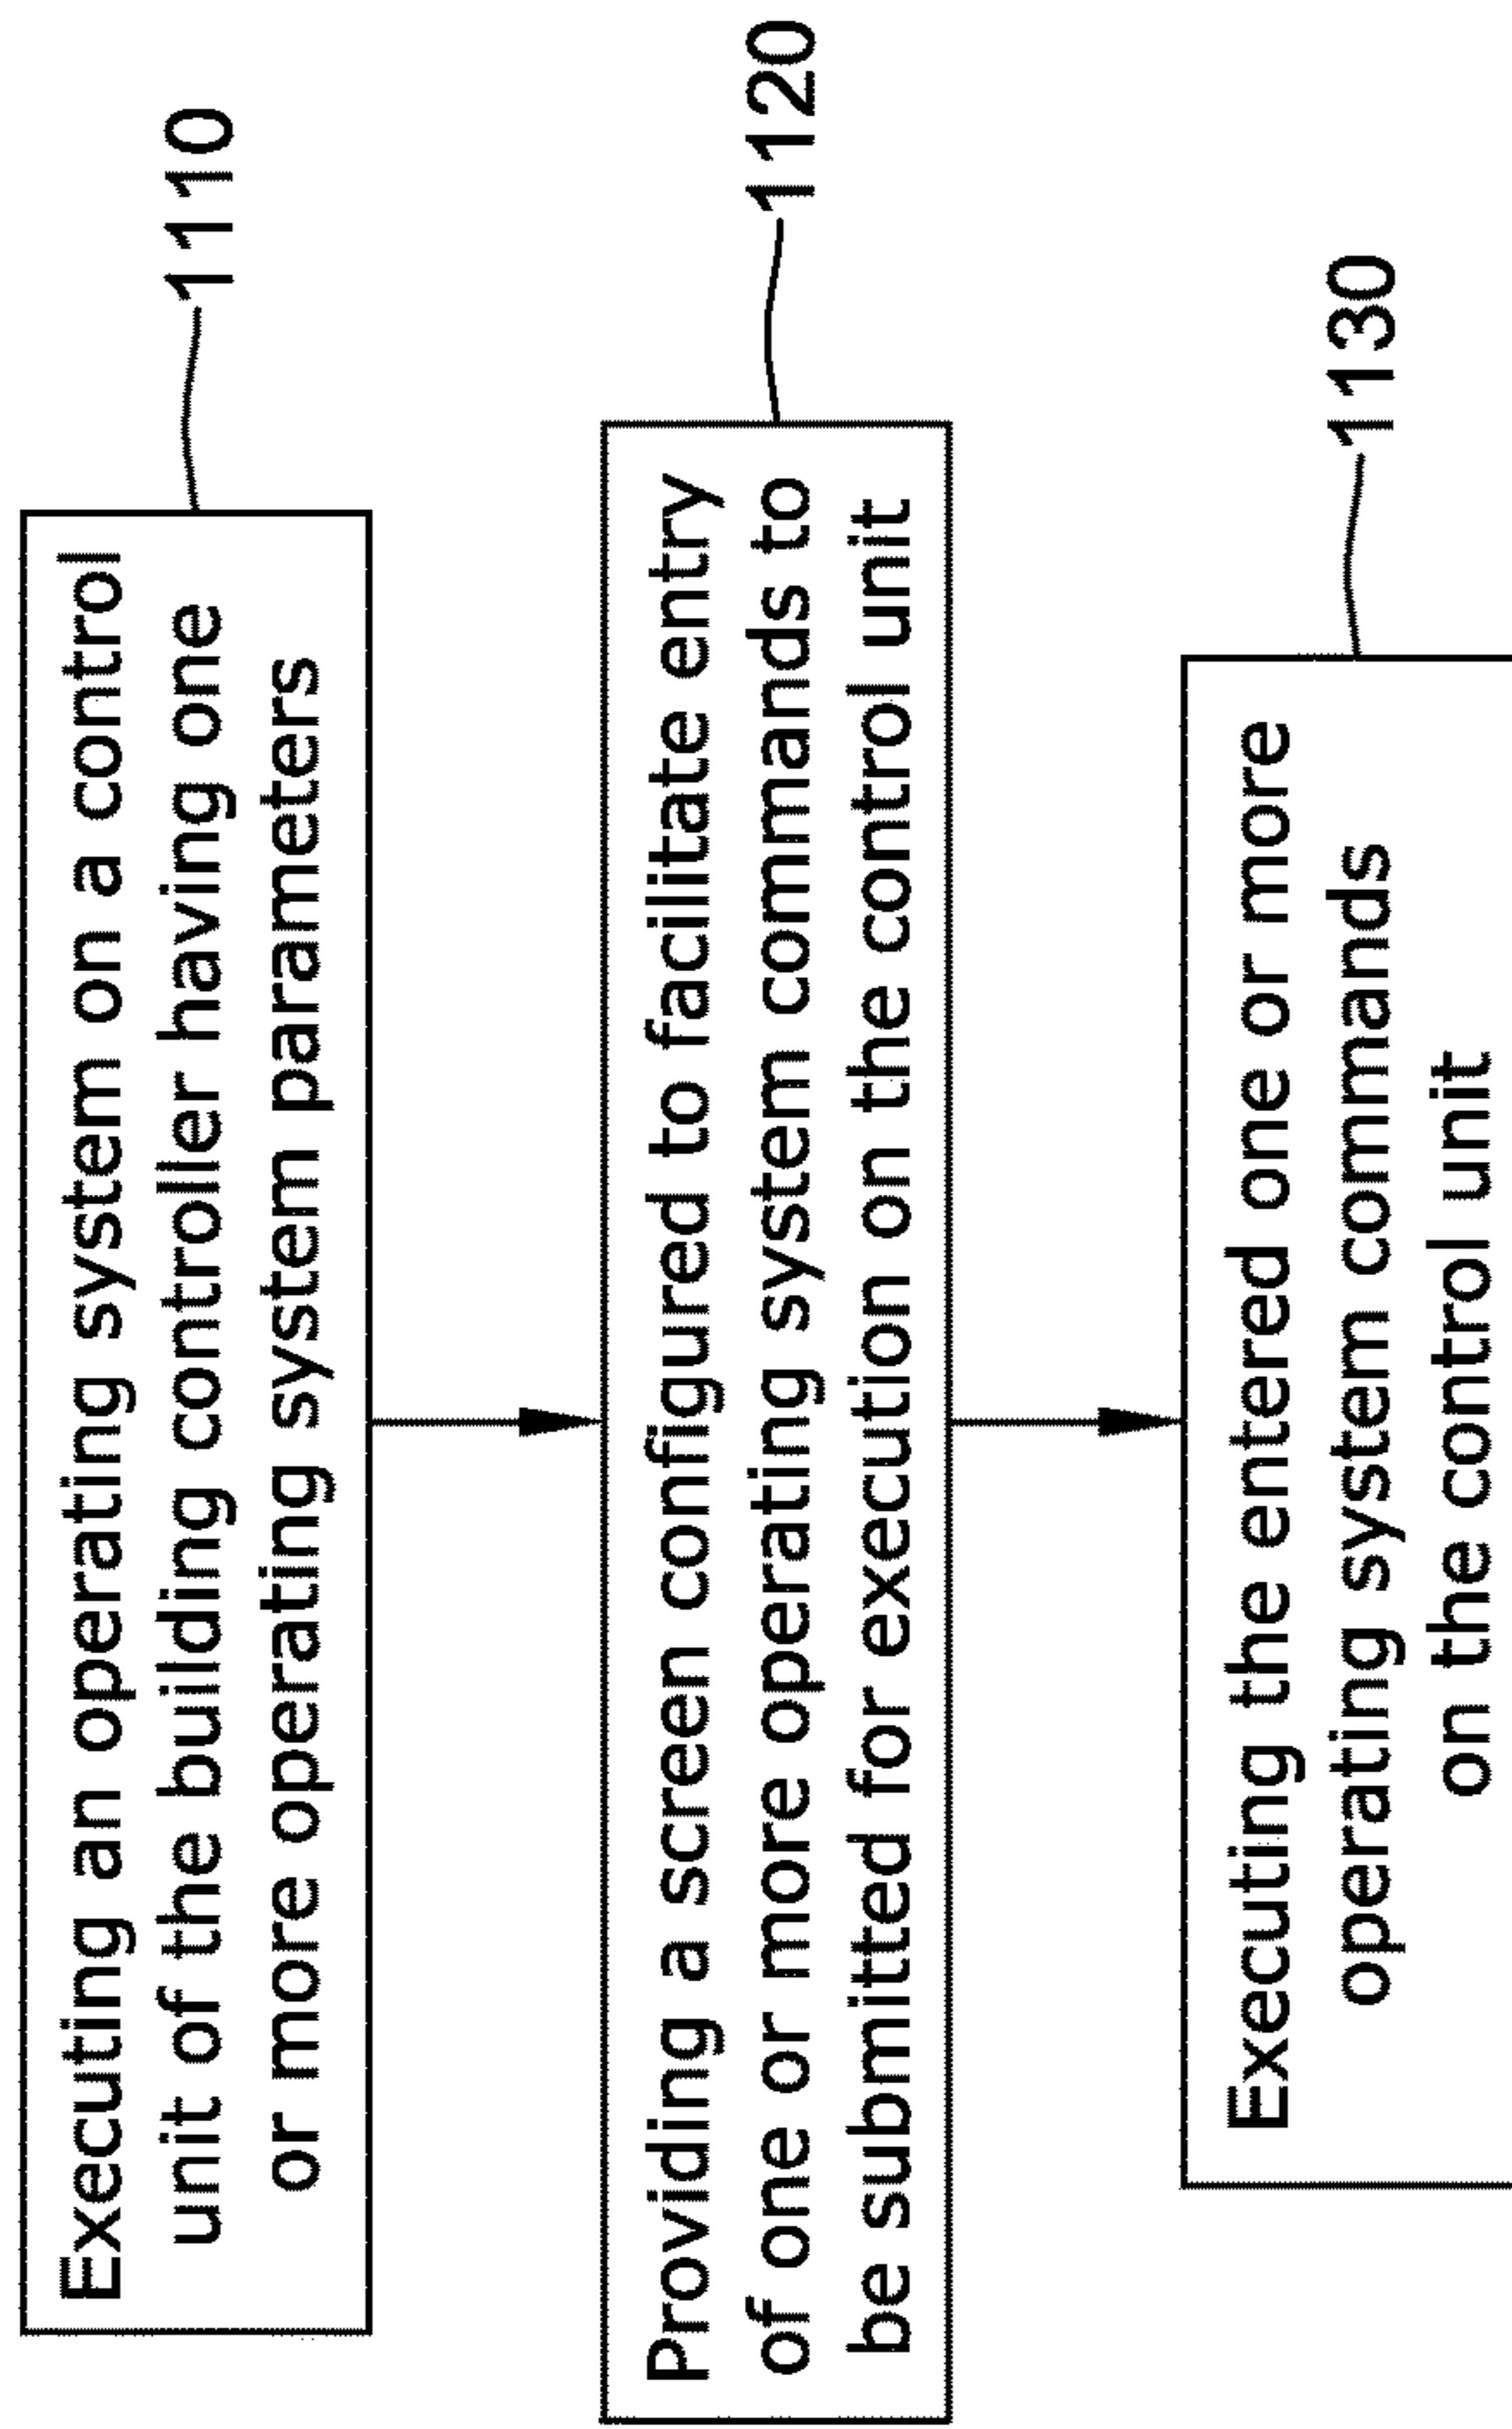 Executing an operating system on a control
unit of the building controller having one
or more operating system parameters
1110
Providing a screen configured to facilitate entry
of one or more operating system commands to
be submitted for execution on the control unit
1120
Executing the entered one or more
operating system commands
on the control unit
1130